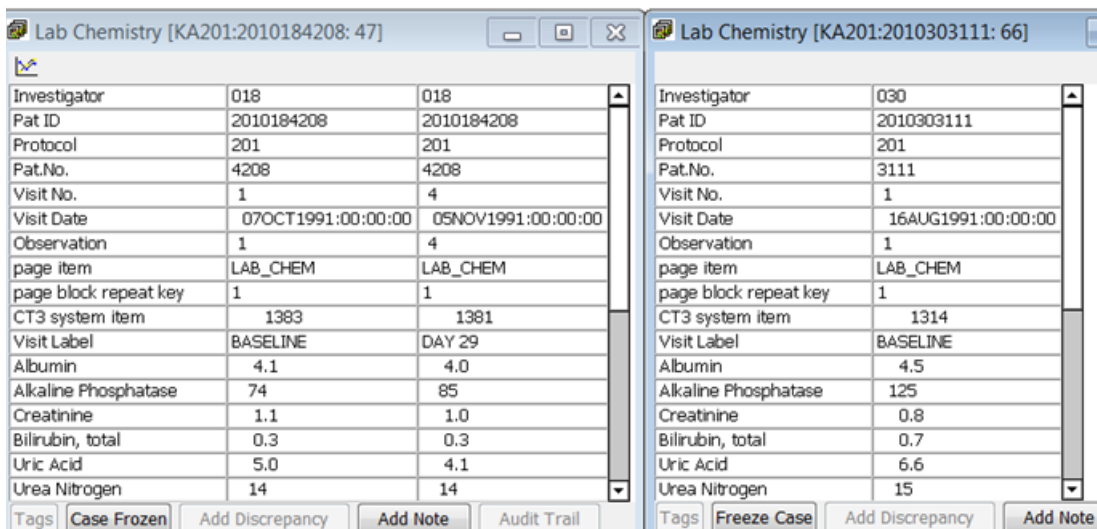 Lab Chemistry [KA201:2010184208: 47]
Investigator 018 018
Pat ID 2010184208 2010184208
Protocol 201 201
Pat.No. 4208 4208
Visit No. 1 4
Visit Date 07OCT1991:00:00:00 05NOV1991:00:00:00
Observation 1 4
page item LAB_CHEM LAB_CHEM
page block repeat key 1 1
CT3 system item 1383 1381
Visit Label BASELINE DAY 29
Albumin 4.1 4.0
Alkaline Phosphatase 74 85
Creatinine 1.1 1.0
Bilirubin, total 0.3 0.3
Uric Acid 5.0 4.1
Urea Nitrogen 14 14
Tags Case Frozen Add Discrepancy Add Note Audit Trail
Lab Chemistry [KA201:2010303111: 66]
Investigator 030
Pat ID 2010303111
Protocol 201
Pat.No. 3111
Visit No. 1
Visit Date 16AUG1991:00:00:00
Observation 1
page item LAB_CHEM
page block repeat key 1
CT3 system item 1314
Visit Label BASELINE
Albumin 4.5
Alkaline Phosphatase 125
Creatinine 0.8
Bilirubin, total 0.7
Uric Acid 6.6
Urea Nitrogen 15
Tags Freeze Case Add Discrepancy Add Note